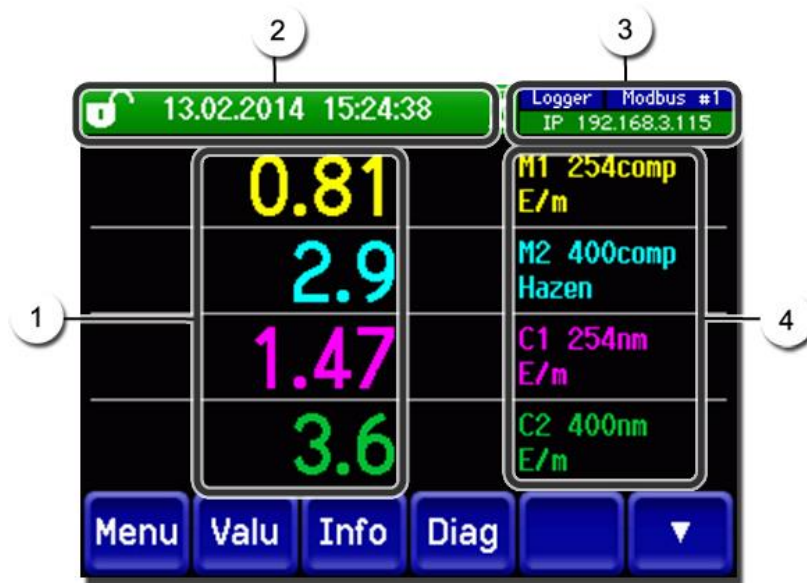 2
3
13.02.2014 15:24:38
Logger Modbus #1
IP 192.168.3.115
0.81
M1 254comp
E/m
2.9
M2 400comp
Hazen
1
4
1.47
C1 254nm
E/m
3.6
C2 400nm
E/m
Menu Valu Info Diag ▼